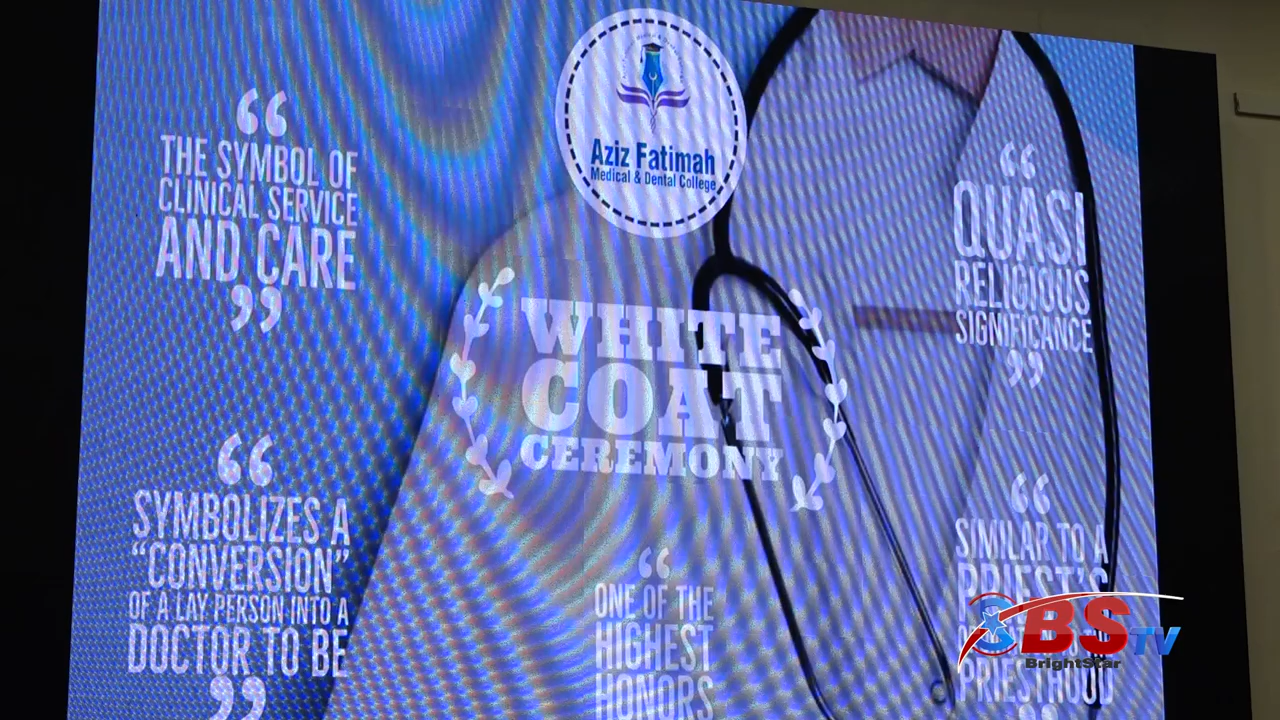 Aziz Fatimah
Medical & Dental College
“
THE SYMBOL OF
CLINICAL SERVICE
AND CARE
”
“
QUASI
RELIGIOUS
SIGNIFICANCE
”
WHITE
COAT
CEREMONY
“
SYMBOLIZES A
“CONVERSION”
OF A LAY PERSON INTO A
DOCTOR TO BE
”
“
ONE OF THE
HIGHEST
HONORS
“
SIMILAR TO A
PRIEST'S
PRIESTHOOD
”
BSTV
BrightStar